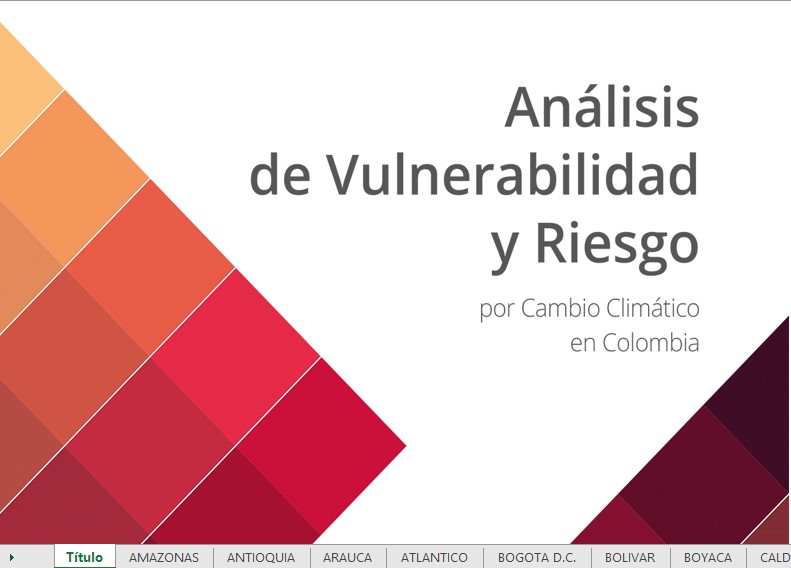 Análisis
de Vulnerabilidad
y Riesgo
por Cambio Climático
en Colombia
Título AMAZONAS ANTIOQUIA ARAUCA ATLANTICO BOGOTA D.C. BOLIVAR BOYACA CALD